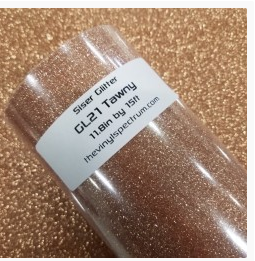 Siser Glitter
GL21 Tawny
11.8in by 15ft
thevinylspectrum.com